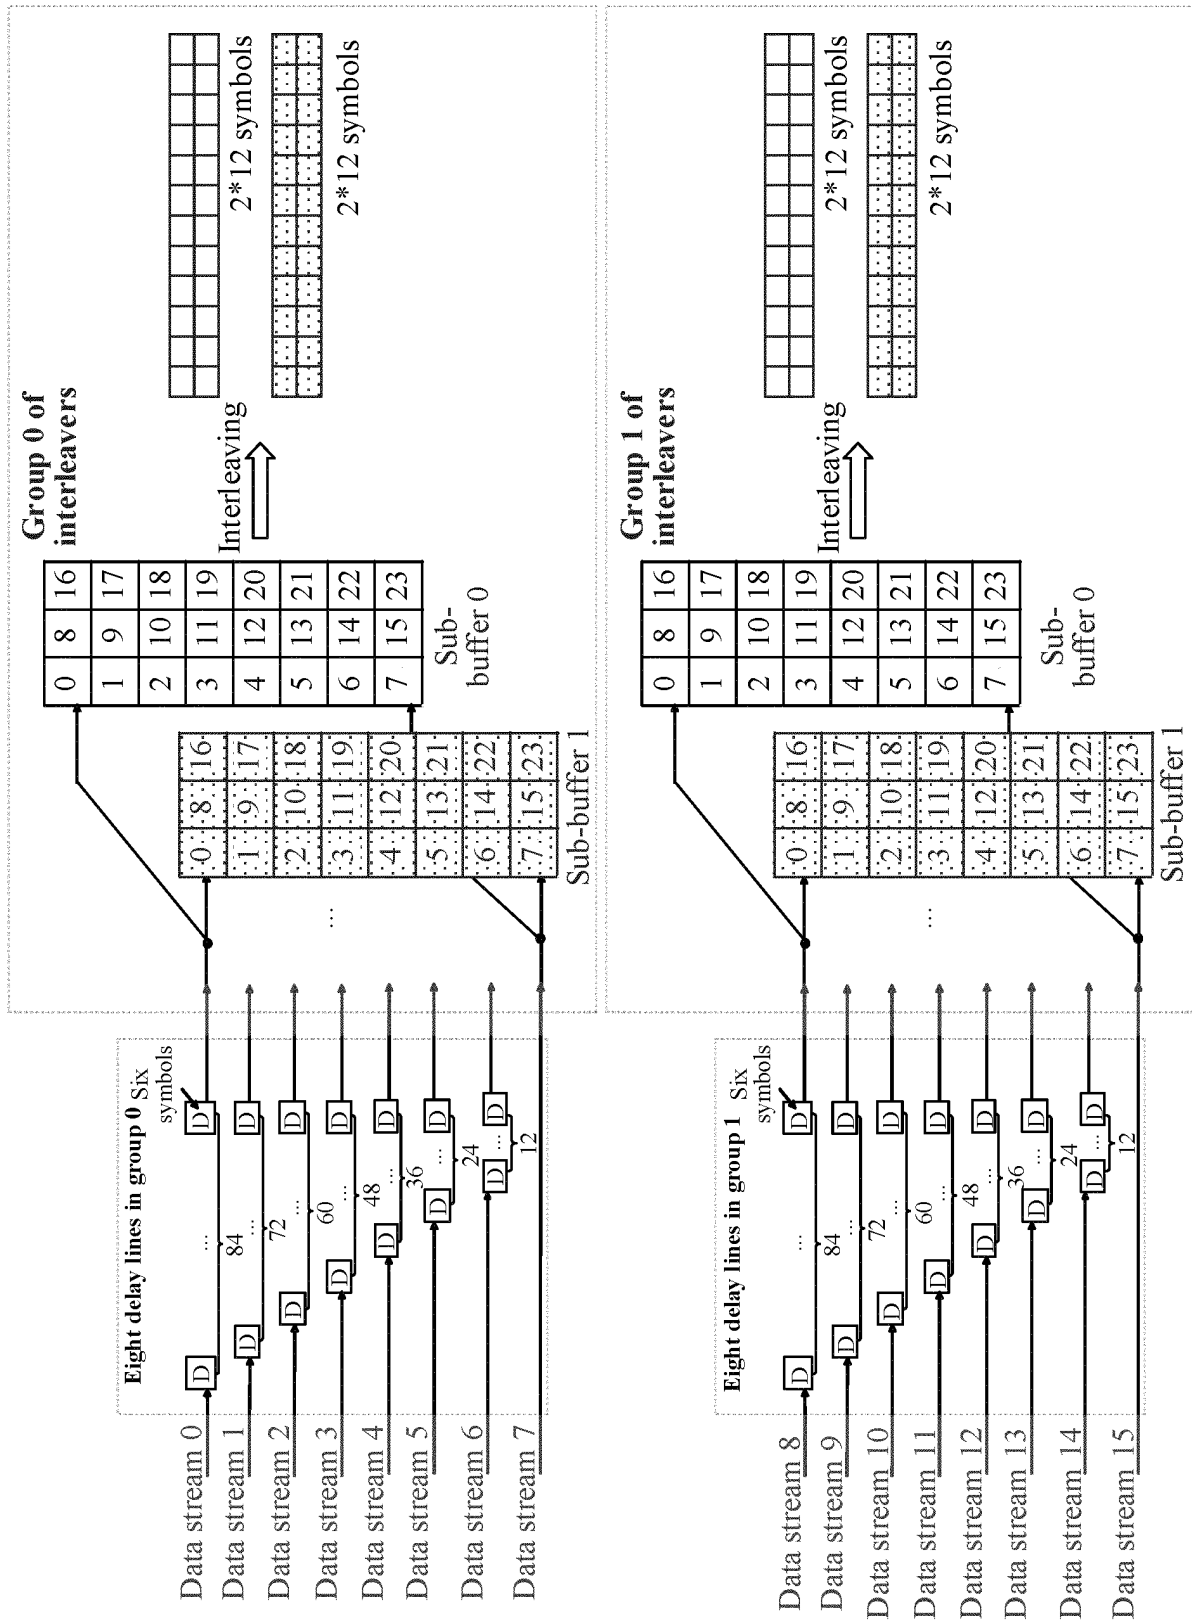 Group 0 of
interleavers
Eight delay lines in group 0
Six
symbols
Data stream 0
Data stream 1
Data stream 2
Data stream 3
Data stream 4
Data stream 5
Data stream 6
Data stream 7
D ... D
84
D ... D
72
D ... D
60
D ... D
48
D ... D
36
D ... D
24
D ... D
12
...
0 8 16
1 9 17
2 10 18
3 11 19
4 12 20
5 13 21
6 14 22
7 15 23
Sub-buffer 1
0 8 16
1 9 17
2 10 18
3 11 19
4 12 20
5 13 21
6 14 22
7 15 23
Sub-
buffer 0
Interleaving
2*12 symbols
2*12 symbols
Group 1 of
interleavers
Eight delay lines in group 1
Six
symbols
Data stream 8
Data stream 9
Data stream 10
Data stream 11
Data stream 12
Data stream 13
Data stream 14
Data stream 15
D ... D
84
D ... D
72
D ... D
60
D ... D
48
D ... D
36
D ... D
24
D ... D
12
...
0 8 16
1 9 17
2 10 18
3 11 19
4 12 20
5 13 21
6 14 22
7 15 23
Sub-buffer 1
0 8 16
1 9 17
2 10 18
3 11 19
4 12 20
5 13 21
6 14 22
7 15 23
Sub-
buffer 0
Interleaving
2*12 symbols
2*12 symbols